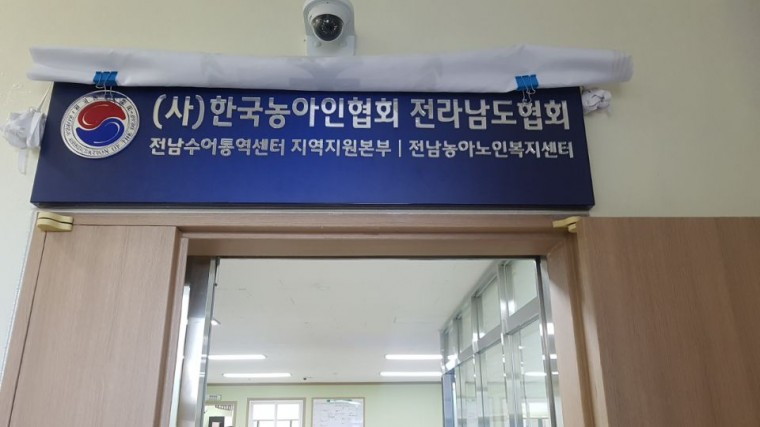 (사)한국농아인협회 전라남도협회
전남수어통역센터 지역지원본부 | 전남농아노인복지센터